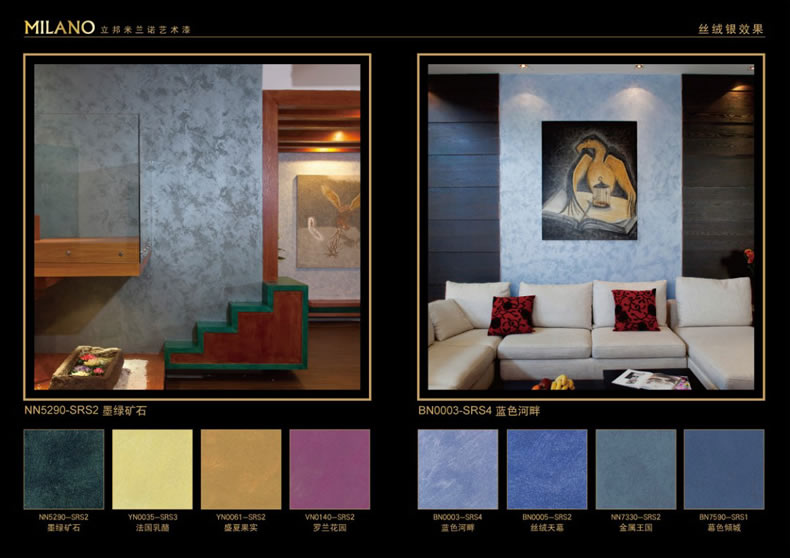 MILANO 立邦米兰诺艺术漆
丝绒银效果
NN5290-SRS2 墨绿矿石
BN0003-SRS4 蓝色河畔
NN5290-SRS2
墨绿矿石
YN0035-SRS3
法国乳酪
YN0061-SRS2
盛夏果实
VN0140-SRS2
罗兰花园
BN0003-SRS4
蓝色河畔
BN0005-SRS2
丝绒天幕
NN7330-SRS2
金属王国
BN7590-SRS1
暮色倾城